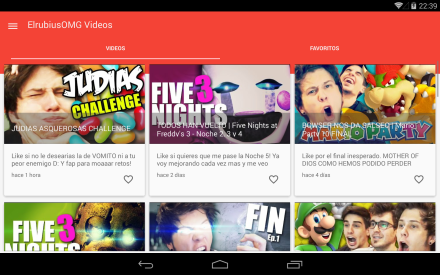 22:39
ElrubiusOMG Videos
VIDEOS
FAVORITOS
JUDIAS
CHALLENGE
JUDIAS ASQUEROSAS CHALLENGE
Like si no le desearias la de VOMITO ni a tu
peor enemigo D: Y fap para moaaar retos!
hace 1 hora
FIVE 3
NIGHTS
TODOS HAN VUELTO | Five Nights at
Freddy's 3 - Noche 2, 3 y 4
Like si quieres que me pase la Noche 5! Ya
voy mejorando cada vez mas y me veo
hace 2 días
BOWSER NOS DA SALSEO | Mario
Party 10 FINAL
MARIO PARTY
Like por el final inesperado. MOTHER OF
DIOS COMO HEMOS PODIDO PERDER
hace 4 días
FIVE 3
NIGHTS
FIN
Ep.1